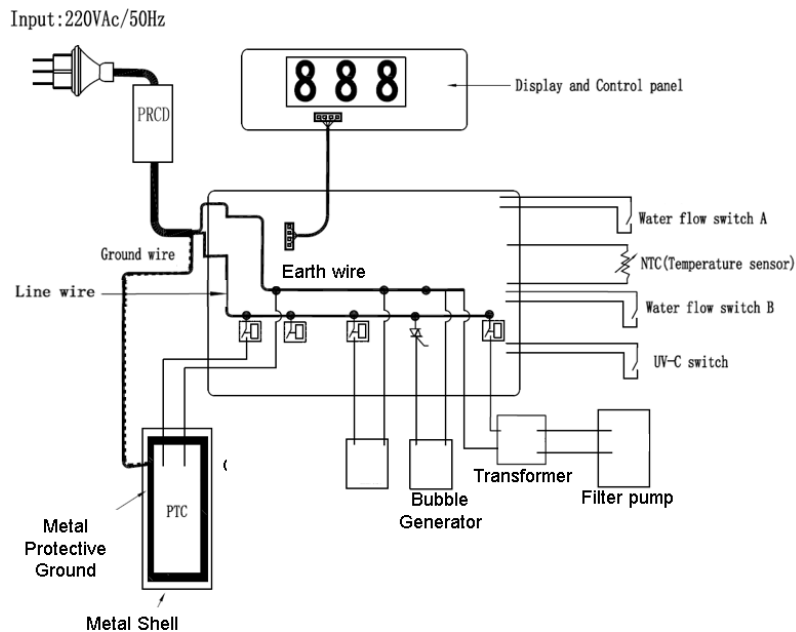 Input:220VAc/50Hz
PRCD
888
Display and Control panel
Water flow switch A
Ground wire
Earth wire
NTC(Temperature sensor)
Line wire
Water flow switch B
UV-C switch
Transformer
Filter pump
Bubble
Generator
PTC
Metal
Protective
Ground
Metal Shell